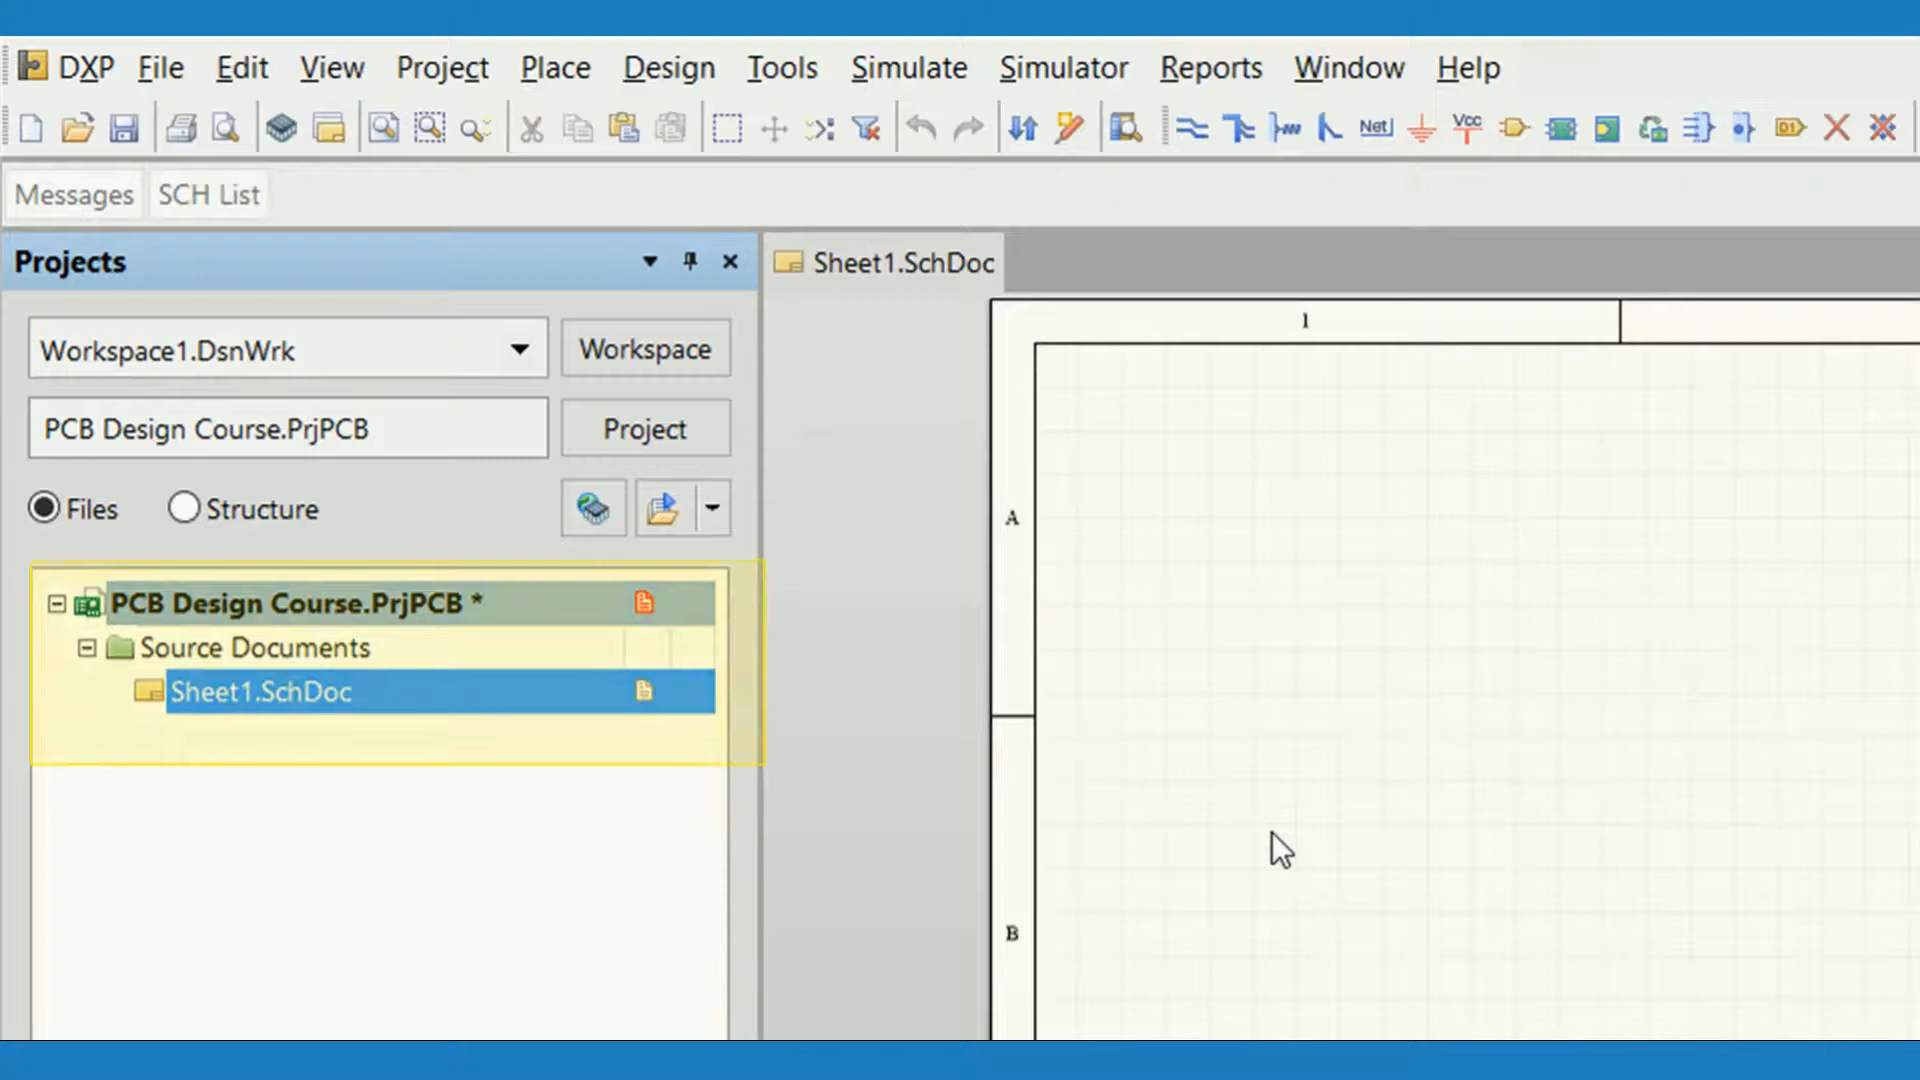 DXP File Edit View Project Place Design Tools Simulate Simulator Reports Window Help
Net Vcc D1
Messages SCH List
Projects
Sheet1.SchDoc
1
Workspace1.DsnWrk
Workspace
PCB Design Course.PrjPCB
Project
Files Structure
A
PCB Design Course.PrjPCB *
Source Documents
Sheet1.SchDoc
B